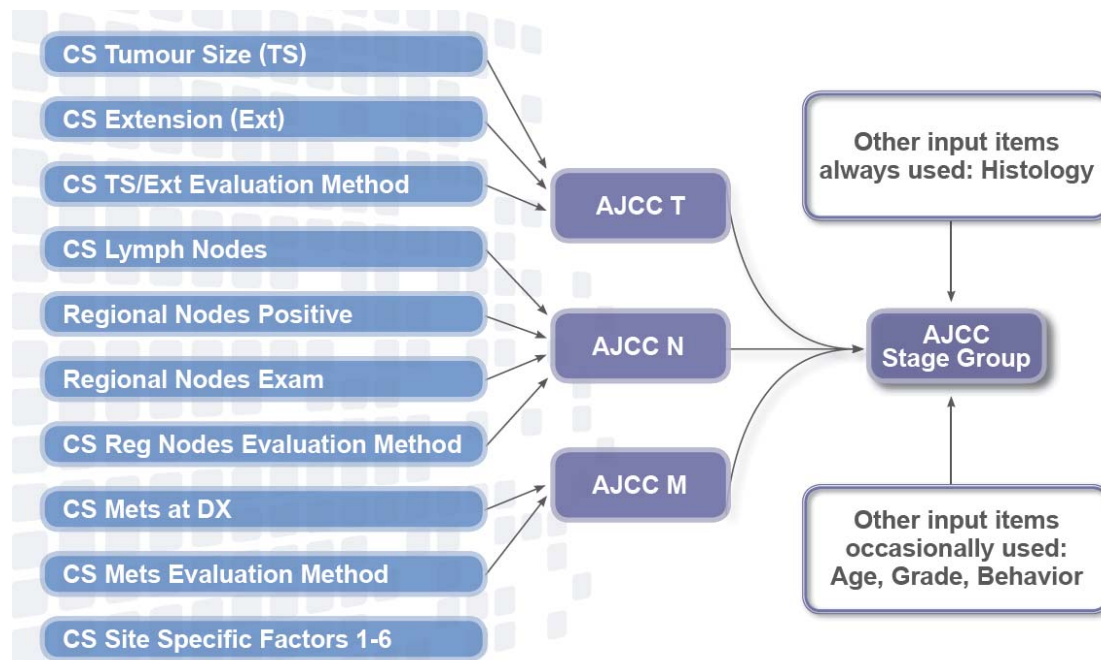 CS Tumour Size (TS)
CS Extension (Ext)
CS TS/Ext Evaluation Method
CS Lymph Nodes
Regional Nodes Positive
Regional Nodes Exam
CS Reg Nodes Evaluation Method
CS Mets at DX
CS Mets Evaluation Method
CS Site Specific Factors 1-6
AJCC T
AJCC N
AJCC M
Other input items
always used: Histology
AJCC
Stage Group
Other input items
occasionally used:
Age, Grade, Behavior